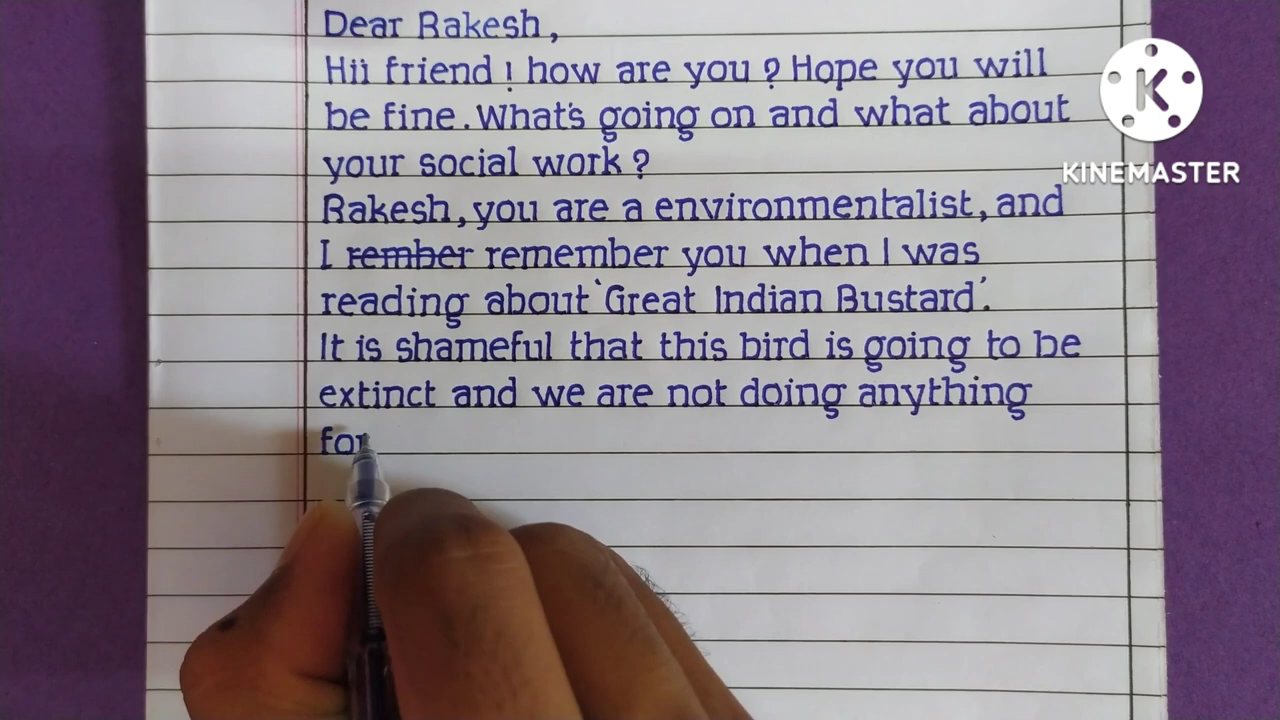 Dear Rakesh,
Hii friend! how are you? Hope you will
be fine. What's going on and what about
your social work?
Rakesh, you are a environmentalist, and
I rember remember you when I was
reading about 'Great Indian Bustard'.
It is shameful that this bird is going to be
extinct and we are not doing anything
for
K
KINEMASTER